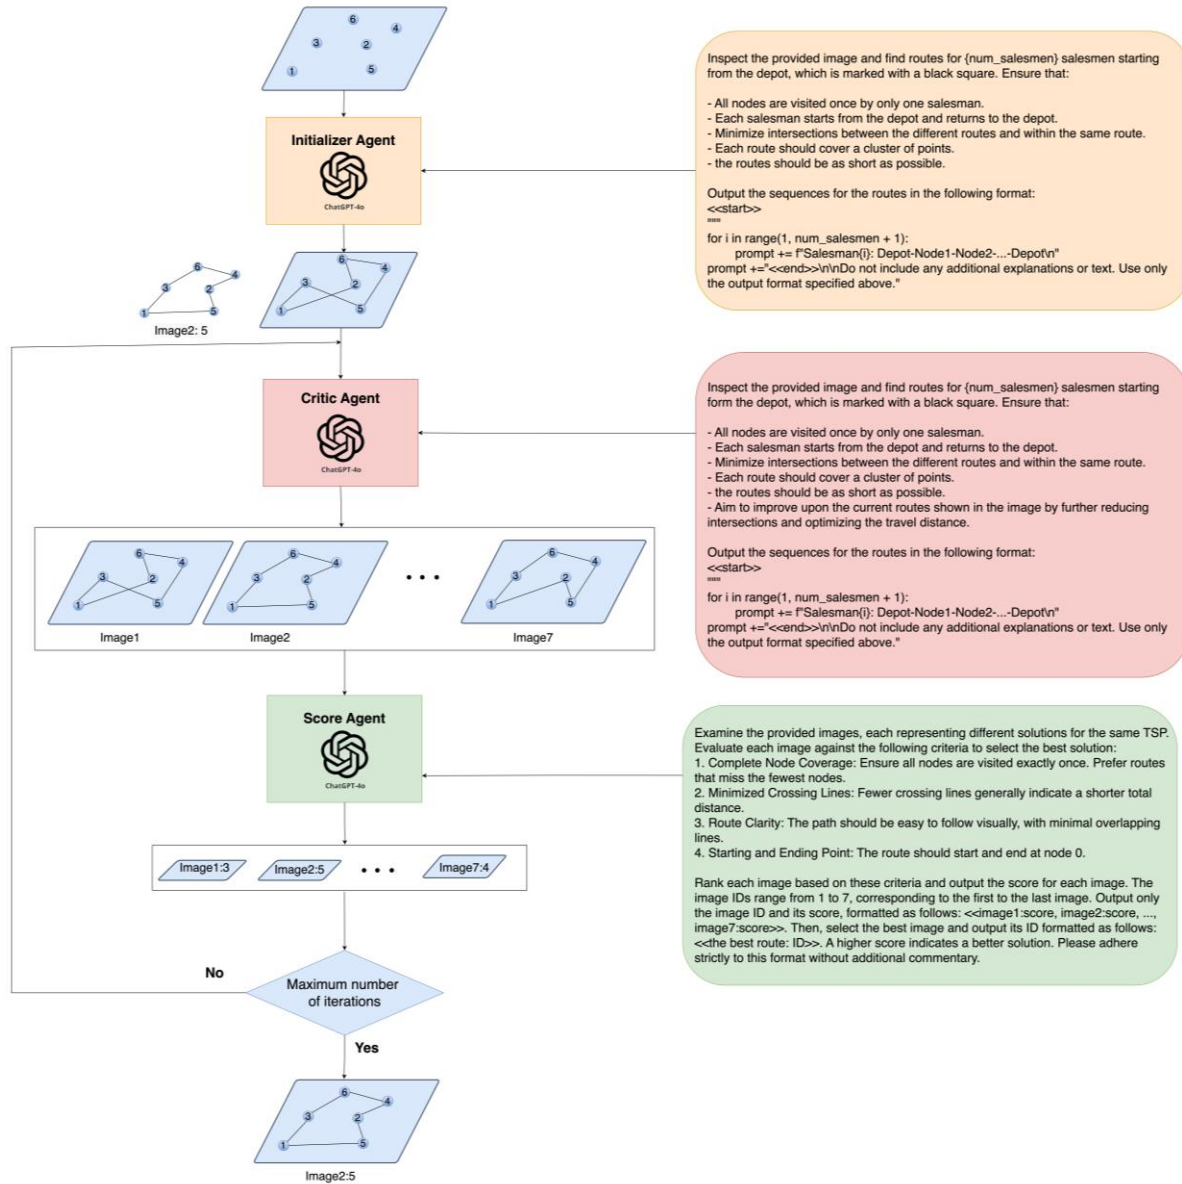 6
4
3
2
1
5
Initializer Agent
ChatGPT-4o
Inspect the provided image and find routes for {num_salesmen} salesmen starting
from the depot, which is marked with a black square. Ensure that:
- All nodes are visited once by only one salesman.
- Each salesman starts from the depot and returns to the depot.
- Minimize intersections between the different routes and within the same route.
- Each route should cover a cluster of points.
- the routes should be as short as possible.
Output the sequences for the routes in the following format:
<<start>>
"""
for i in range(1, num_salesmen + 1):
prompt += f"Salesman{i}: Depot-Node1-Node2-...-Depot\n"
prompt +="<<end>>\n\nDo not include any additional explanations or text. Use only
the output format specified above."
6
4
3
2
1
5
Image2: 5
6
4
3
2
1
5
Critic Agent
ChatGPT-4o
Inspect the provided image and find routes for {num_salesmen} salesmen starting
form the depot, which is marked with a black square. Ensure that:
- All nodes are visited once by only one salesman.
- Each salesman starts from the depot and returns to the depot.
- Minimize intersections between the different routes and within the same route.
- Each route should cover a cluster of points.
- the routes should be as short as possible.
- Aim to improve upon the current routes shown in the image by further reducing
intersections and optimizing the travel distance.
Output the sequences for the routes in the following format:
<<start>>
"""
for i in range(1, num_salesmen + 1):
prompt += f"Salesman{i}: Depot-Node1-Node2-...-Depot\n"
prompt +="<<end>>\n\nDo not include any additional explanations or text. Use only
the output format specified above."
6
4
3
2
1
5
Image1
6
4
3
2
1
5
Image2
• • •
6
4
3
2
1
5
Image7
Score Agent
ChatGPT-4o
Examine the provided images, each representing different solutions for the same TSP.
Evaluate each image against the following criteria to select the best solution:
1. Complete Node Coverage: Ensure all nodes are visited exactly once. Prefer routes
that miss the fewest nodes.
2. Minimized Crossing Lines: Fewer crossing lines generally indicate a shorter total
distance.
3. Route Clarity: The path should be easy to follow visually, with minimal overlapping
lines.
4. Starting and Ending Point: The route should start and end at node 0.
Rank each image based on these criteria and output the score for each image. The
image IDs range from 1 to 7, corresponding to the first to the last image. Output only
the image ID and its score, formatted as follows: <<image1:score, image2:score, ...,
image7:score>>. Then, select the best image and output its ID formatted as follows:
<<the best route: ID>>. A higher score indicates a better solution. Please adhere
strictly to this format without additional commentary.
Image1:3
Image2:5
• • •
Image7:4
No
Maximum number
of iterations
Yes
6
4
3
2
1
5
Image2:5